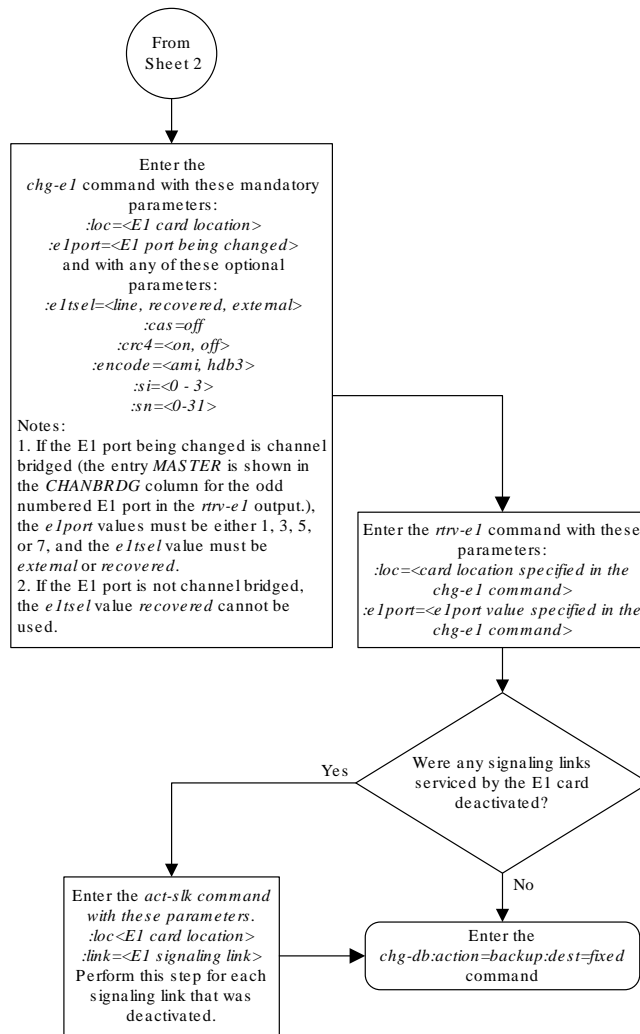 From
Sheet 2
Enter the
chg-e1 command with these mandatory
parameters:
:loc=<E1 card location>
:e1port=<E1 port being changed>
and with any of these optional
parameters:
:e1tsel=<line, recovered, external>
:cas=off
:crc4=<on, off>
:encode=<ami, hdb3>
:si=<0 - 3>
:sn=<0-31>
Notes:
1. If the E1 port being changed is channel
bridged (the entry MASTER is shown in
the CHANBRDG column for the odd
numbered E1 port in the rtrv-e1 output.),
the e1port values must be either 1, 3, 5,
or 7, and the e1tsel value must be
external or recovered.
2. If the E1 port is not channel bridged,
the e1tsel value recovered cannot be
used.
Enter the rtrv-e1 command with these
parameters:
:loc=<card location specified in the
chg-e1 command>
:e1port=<e1port value specified in the
chg-e1 command>
Were any signaling links
serviced by the E1 card
deactivated?
Yes
No
Enter the act-slk command
with these parameters.
:loc<E1 card location>
:link=<E1 signaling link>
Perform this step for each
signaling link that was
deactivated.
Enter the
chg-db:action=backup:dest=fixed
command